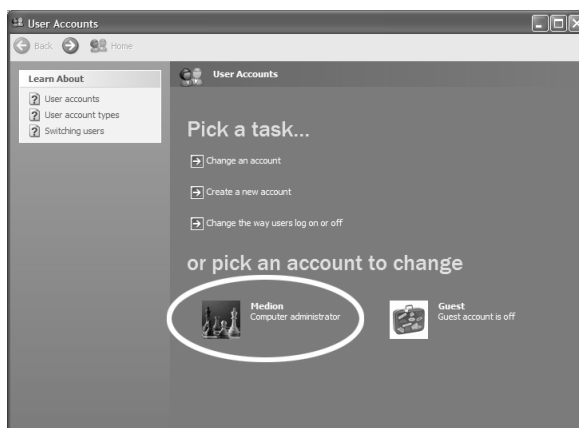 User Accounts
Back Home
Learn About
User accounts
User account types
Switching users
User Accounts
Pick a task...
Change an account
Create a new account
Change the way users log on or off
or pick an account to change
Medion
Computer administrator
Guest
Guest account is off